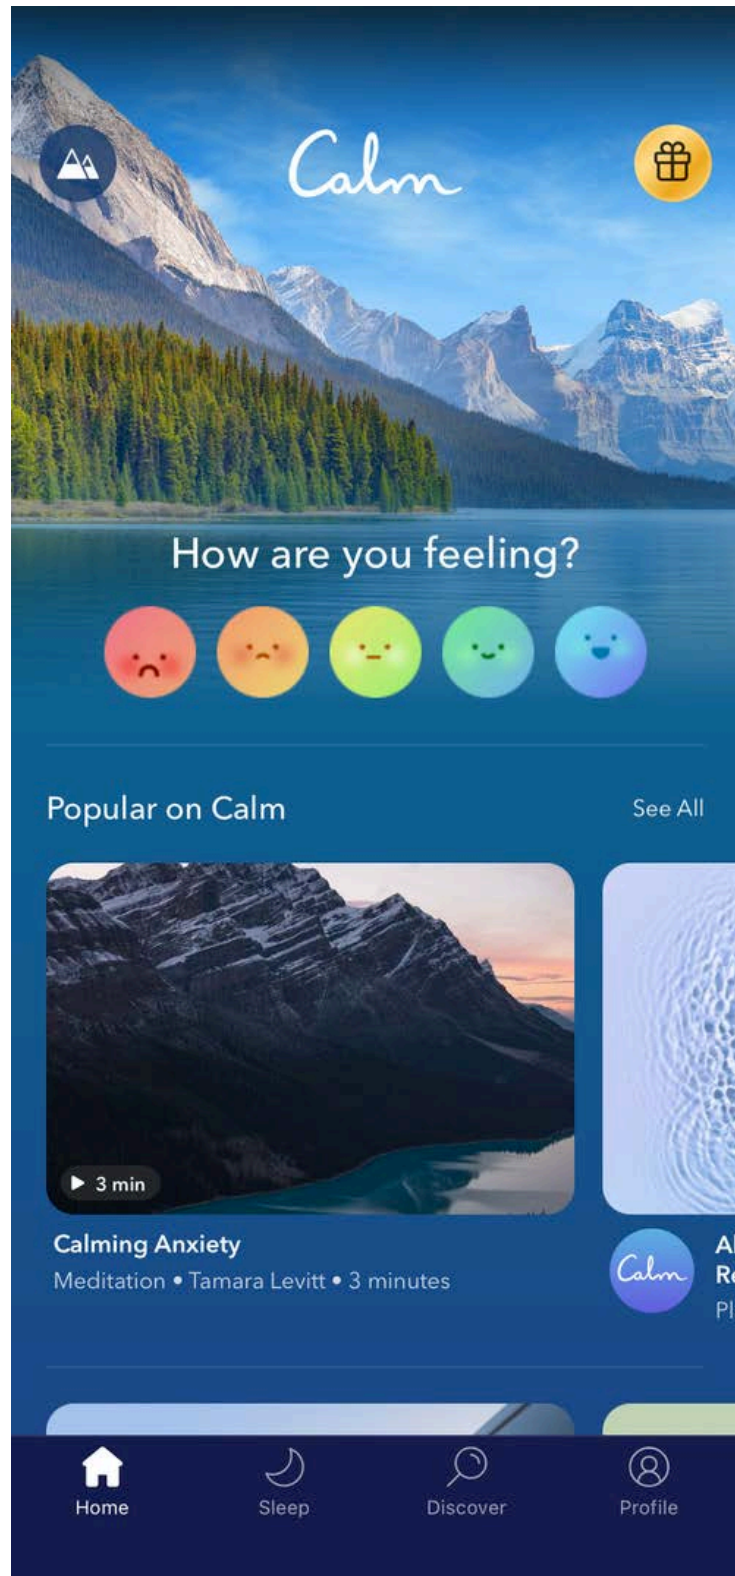 Calm
How are you feeling?
Popular on Calm
See All
3 min
Calming Anxiety
Meditation • Tamara Levitt • 3 minutes
Calm
Home
Sleep
Discover
Profile